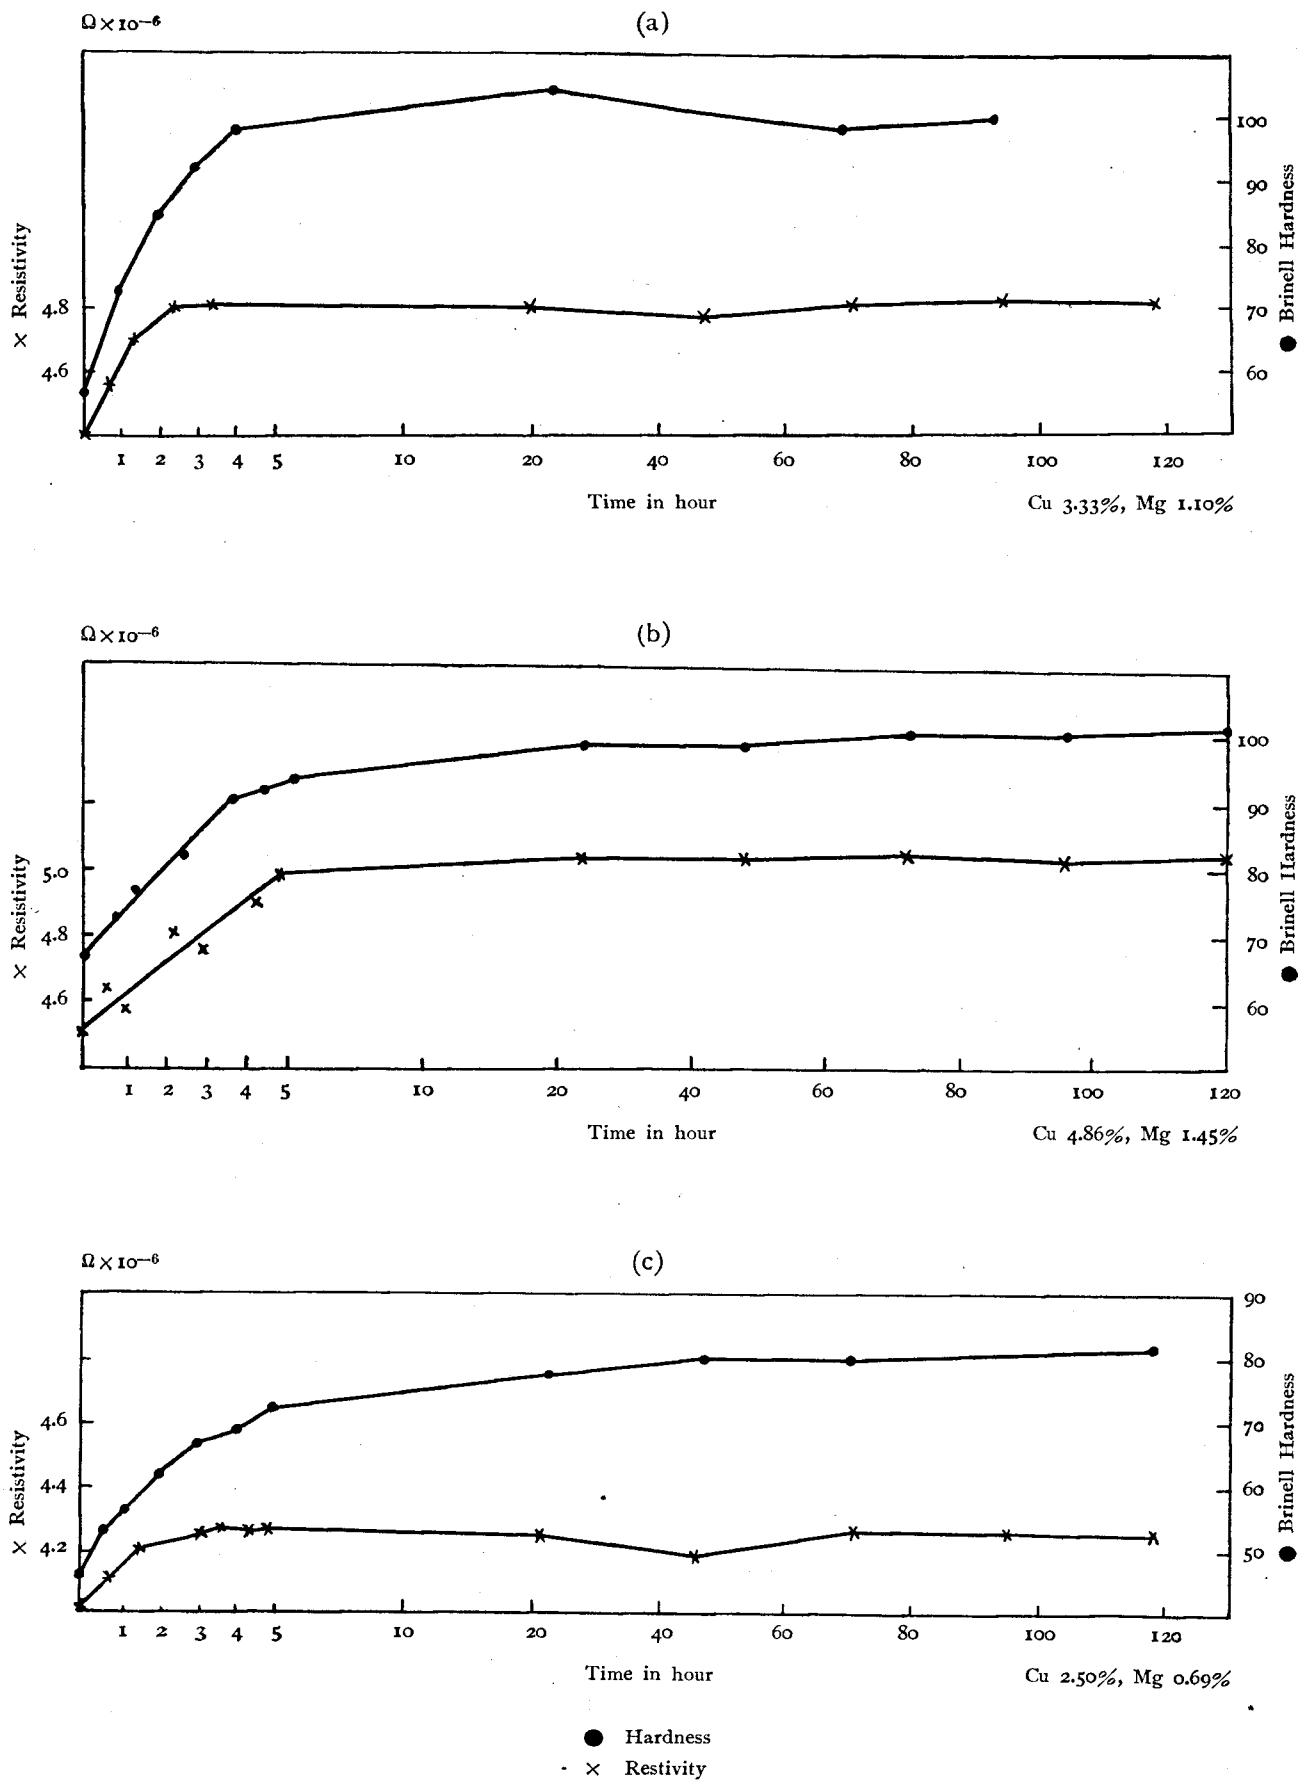 Ω×10−6
(a)
× Resistivity
4.8
4.6
100
90
80
70
60
● Brinell Hardness
1 2 3 4 5 10 20 40 60 80 100 120
Time in hour
Cu 3.33%, Mg 1.10%
Ω×10−6
(b)
× Resistivity
5.0
4.8
4.6
100
90
80
70
60
● Brinell Hardness
1 2 3 4 5 10 20 40 60 80 100 120
Time in hour
Cu 4.86%, Mg 1.45%
Ω×10−6
(c)
× Resistivity
4.6
4.4
4.2
90
80
70
60
50
● Brinell Hardness
1 2 3 4 5 10 20 40 60 80 100 120
Time in hour
Cu 2.50%, Mg 0.69%
● Hardness
× Restivity